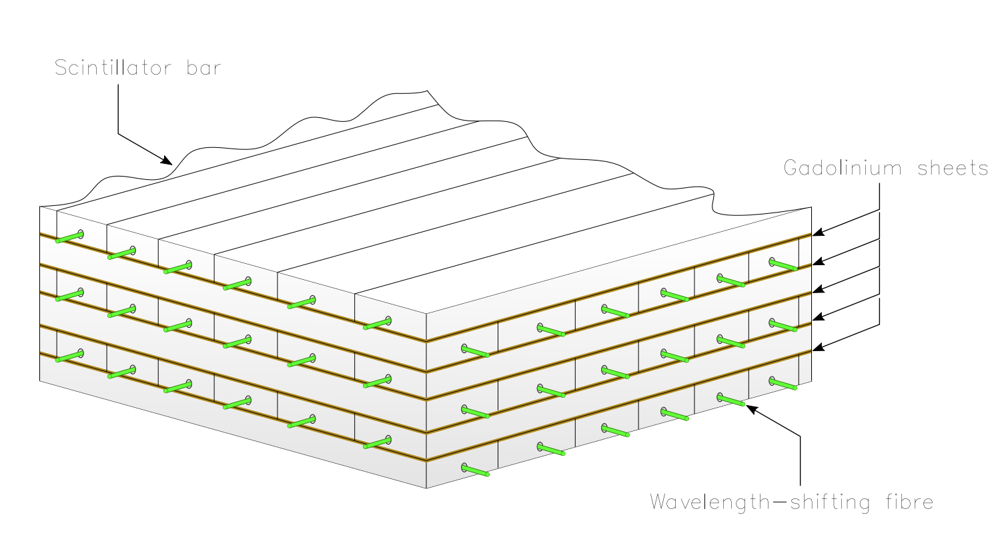 Scintillator bar
Gadolinium sheets
Wavelength-shifting fibre